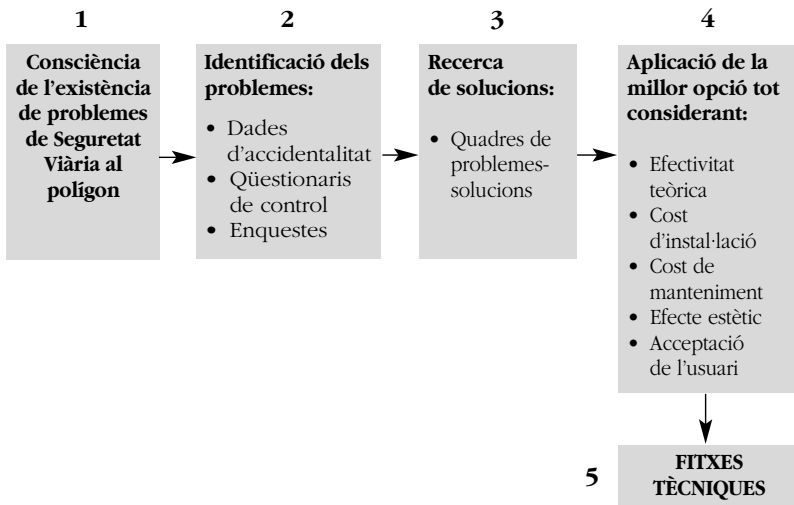 1
Consciència
de l'existència
de problemes
de Seguretat
Viària al
polígon
2
Identificació dels
problemes:
• Dades
d'accidentalitat
• Qüestionaris
de control
• Enquestes
3
Recerca
de solucions:
• Quadres de
problemes-
solucions
4
Aplicació de la
millor opció tot
considerant:
• Efectivitat
teòrica
• Cost
d'instal·lació
• Cost de
manteniment
• Efecte estètic
• Acceptació
de l'usuari
5
FITXES
TÈCNIQUES